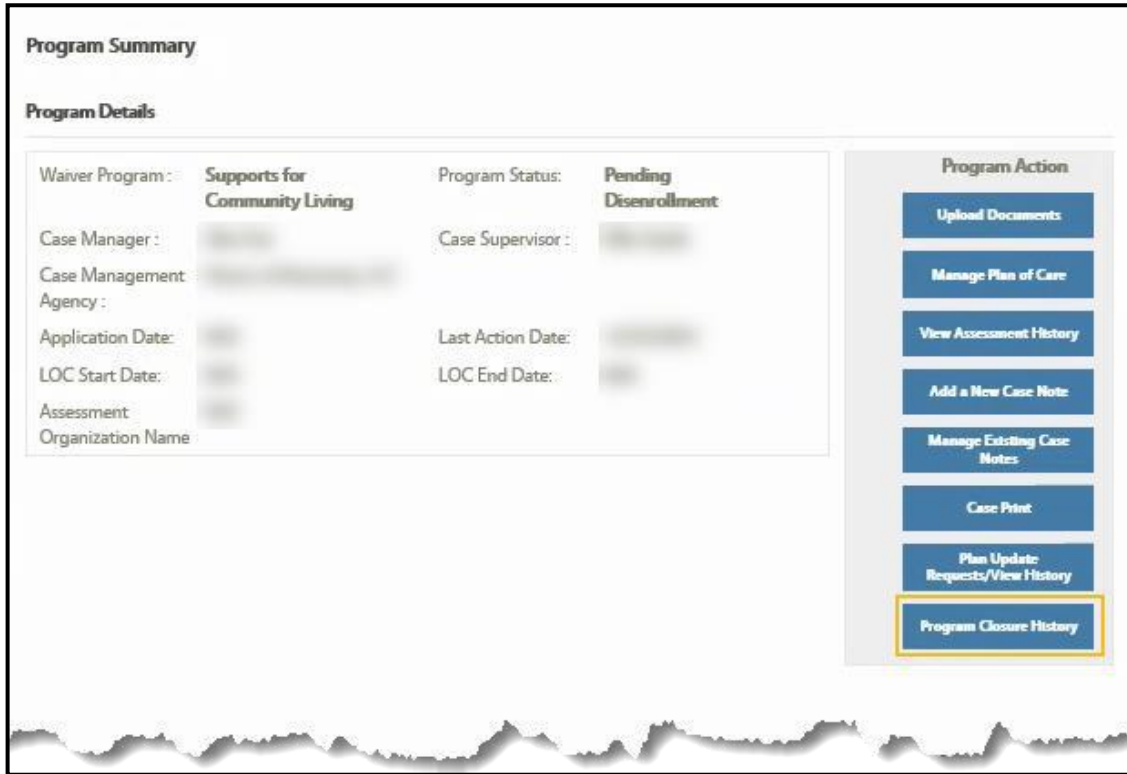 Program Summary
Program Details
Waiver Program :
Supports for
Community Living
Program Status:
Pending
Disenrollment
Case Manager :
Case Supervisor :
Case Management
Agency :
Application Date:
Last Action Date:
LOC Start Date:
LOC End Date:
Assessment
Organization Name
Program Action
Upload Documents
Manage Plan of Care
View Assessment History
Add a New Case Note
Manage Existing Case
Notes
Case Print
Plan Update
Requests/View History
Program Closure History